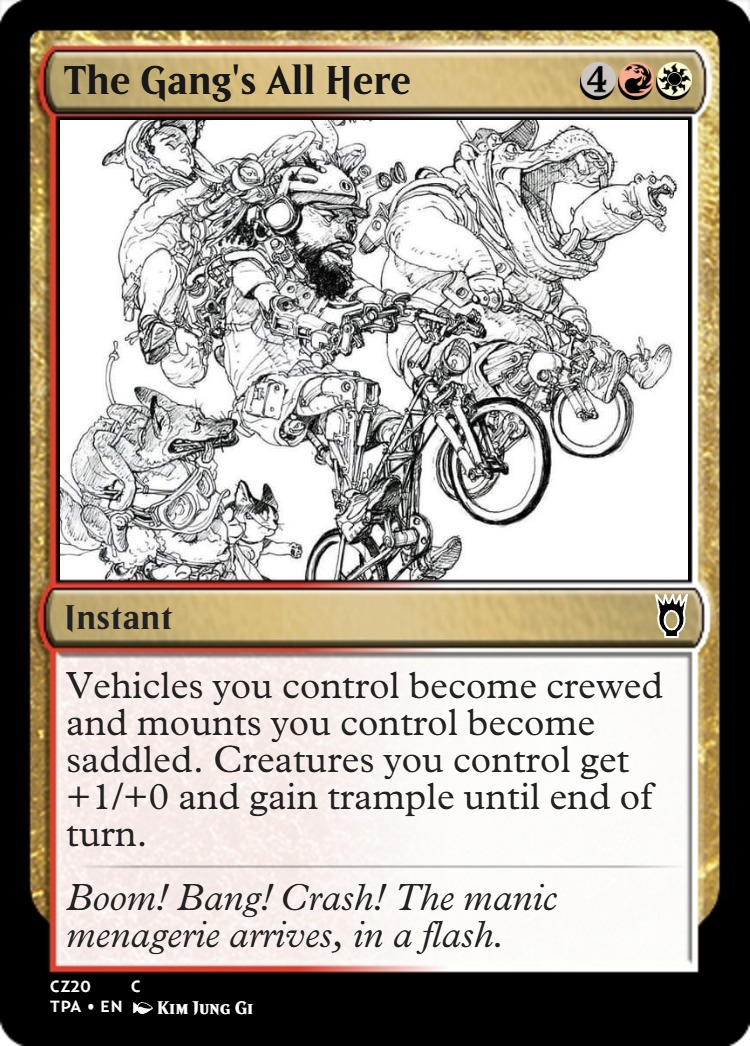 The Gang's All Here 4
Instant
Vehicles you control become crewed
and mounts you control become
saddled. Creatures you control get
+1/+0 and gain trample until end of
turn.
Boom! Bang! Crash! The manic
menagerie arrives, in a flash.
CZ20 C
TPA • EN Kim Jung Gi